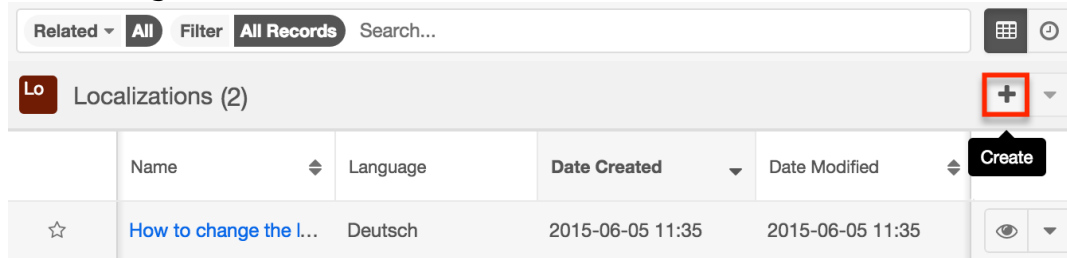 Related All Filter All Records Search...
Lo Localizations (2)
Create
Name Language Date Created Date Modified
How to change the l... Deutsch 2015-06-05 11:35 2015-06-05 11:35